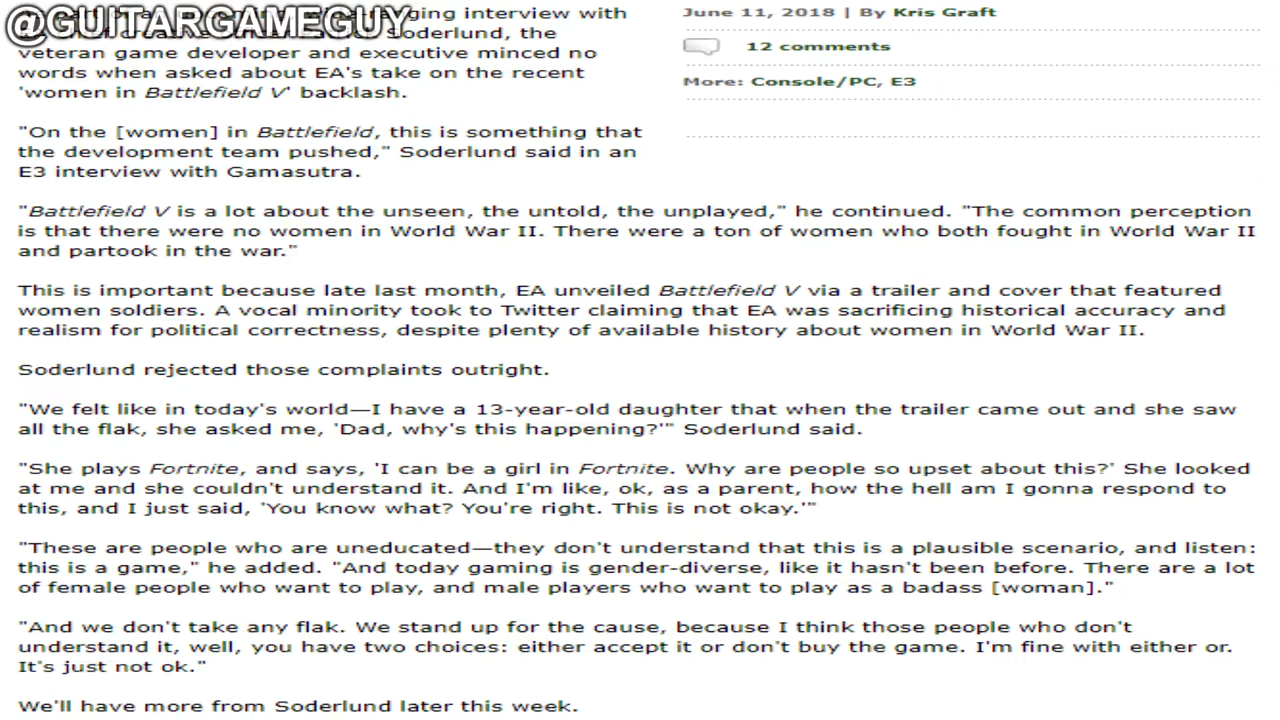 @GUITARGAMEGUY
interview with
June 11, 2018 | By Kris Graft
Soderlund, the
12 comments
veteran game developer and executive minced no
words when asked about EA's take on the recent
More: Console/PC, E3
'women in Battlefield V' backlash.
"On the [women] in Battlefield, this is something that
the development team pushed," Soderlund said in an
E3 interview with Gamasutra.
"Battlefield V is a lot about the unseen, the untold, the unplayed," he continued. "The common perception
is that there were no women in World War II. There were a ton of women who both fought in World War II
and partook in the war."
This is important because late last month, EA unveiled Battlefield V via a trailer and cover that featured
women soldiers. A vocal minority took to Twitter claiming that EA was sacrificing historical accuracy and
realism for political correctness, despite plenty of available history about women in World War II.
Soderlund rejected those complaints outright.
"We felt like in today's world—I have a 13-year-old daughter that when the trailer came out and she saw
all the flak, she asked me, 'Dad, why's this happening?'" Soderlund said.
"She plays Fortnite, and says, 'I can be a girl in Fortnite. Why are people so upset about this?' She looked
at me and she couldn't understand it. And I'm like, ok, as a parent, how the hell am I gonna respond to
this, and I just said, 'You know what? You're right. This is not okay.'"
"These are people who are uneducated—they don't understand that this is a plausible scenario, and listen:
this is a game," he added. "And today gaming is gender-diverse, like it hasn't been before. There are a lot
of female people who want to play, and male players who want to play as a badass [woman]."
"And we don't take any flak. We stand up for the cause, because I think those people who don't
understand it, well, you have two choices: either accept it or don't buy the game. I'm fine with either or.
It's just not ok."
We'll have more from Soderlund later this week.